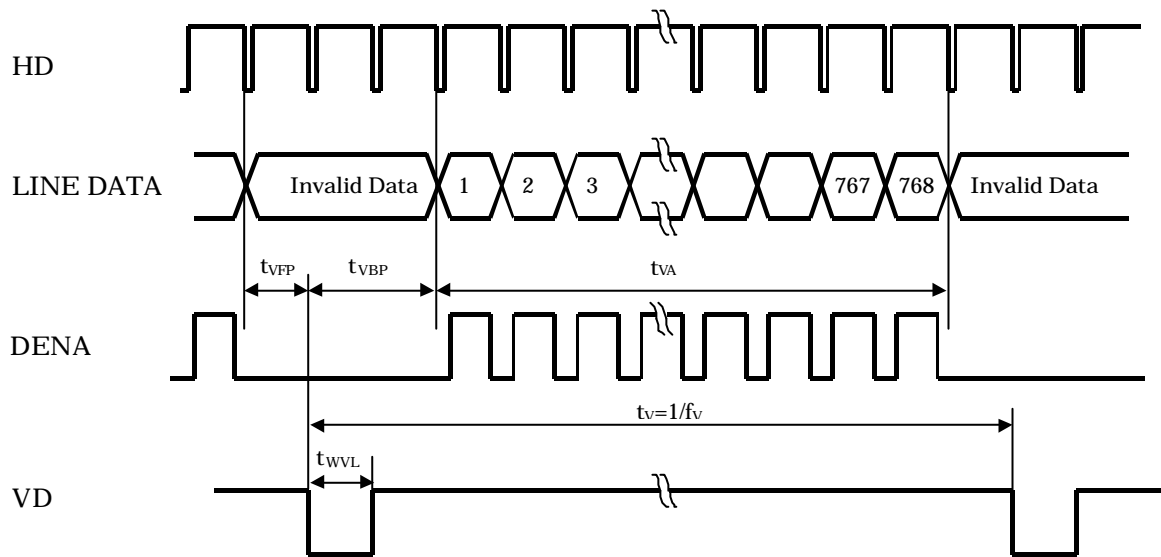 HD
LINE DATA Invalid Data 1 2 3 767 768 Invalid Data
tVFP tVBP tVA
DENA
tV=1/fV
tWVL
VD